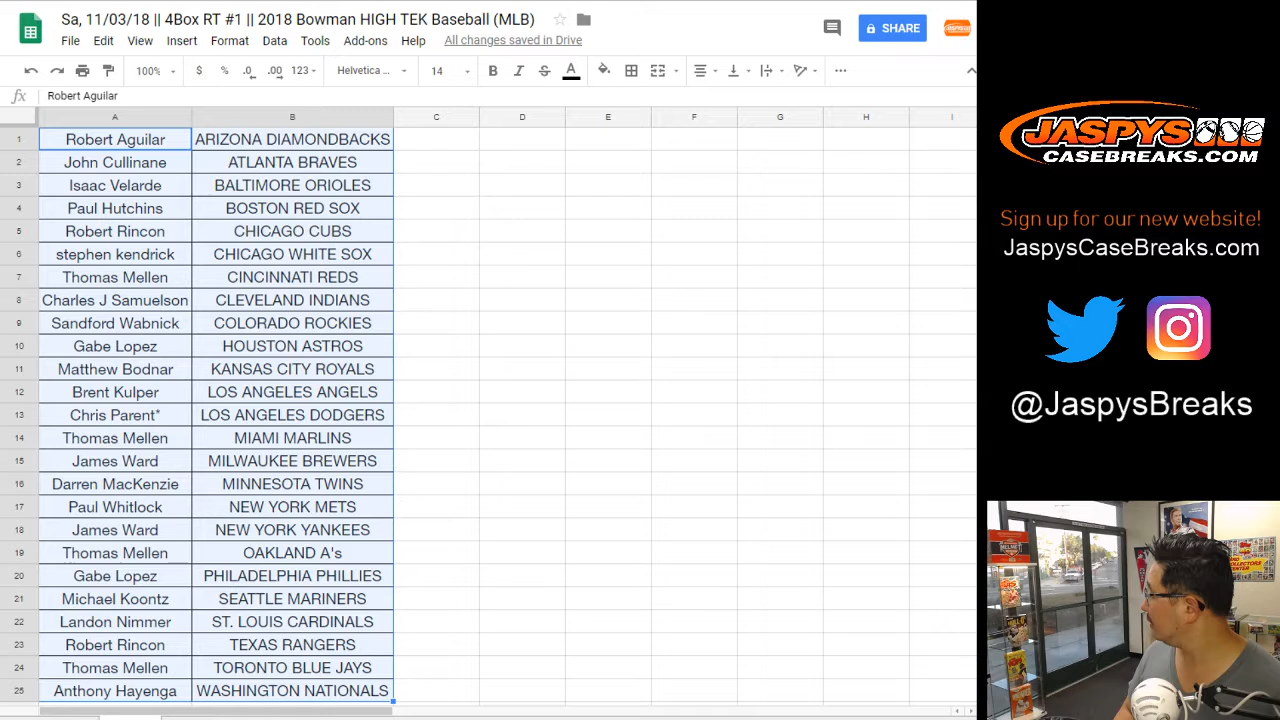 Sa, 11/03/18 || 4Box RT #1 || 2018 Bowman HIGH TEK Baseball (MLB)
SHARE
File Edit View Insert Format Data Tools Add-ons Help All changes saved in Drive
100% $ % .0 .00 123 Helvetica ... 14 B I S A
fx Robert Aguilar
A B C D E F G H I
1 Robert Aguilar ARIZONA DIAMONDBACKS
2 John Cullinane ATLANTA BRAVES
3 Isaac Velarde BALTIMORE ORIOLES
4 Paul Hutchins BOSTON RED SOX
5 Robert Rincon CHICAGO CUBS
6 stephen kendrick CHICAGO WHITE SOX
7 Thomas Mellen CINCINNATI REDS
8 Charles J Samuelson CLEVELAND INDIANS
9 Sandford Wabnick COLORADO ROCKIES
10 Gabe Lopez HOUSTON ASTROS
11 Matthew Bodnar KANSAS CITY ROYALS
12 Brent Kulper LOS ANGELES ANGELS
13 Chris Parent* LOS ANGELES DODGERS
14 Thomas Mellen MIAMI MARLINS
15 James Ward MILWAUKEE BREWERS
16 Darren MacKenzie MINNESOTA TWINS
17 Paul Whitlock NEW YORK METS
18 James Ward NEW YORK YANKEES
19 Thomas Mellen OAKLAND A's
20 Gabe Lopez PHILADELPHIA PHILLIES
21 Michael Koontz SEATTLE MARINERS
22 Landon Nimmer ST. LOUIS CARDINALS
23 Robert Rincon TEXAS RANGERS
24 Thomas Mellen TORONTO BLUE JAYS
25 Anthony Hayenga WASHINGTON NATIONALS
JASPYS
CASEBREAKS.COM
Sign up for our new website!
JaspysCaseBreaks.com
@JaspysBreaks